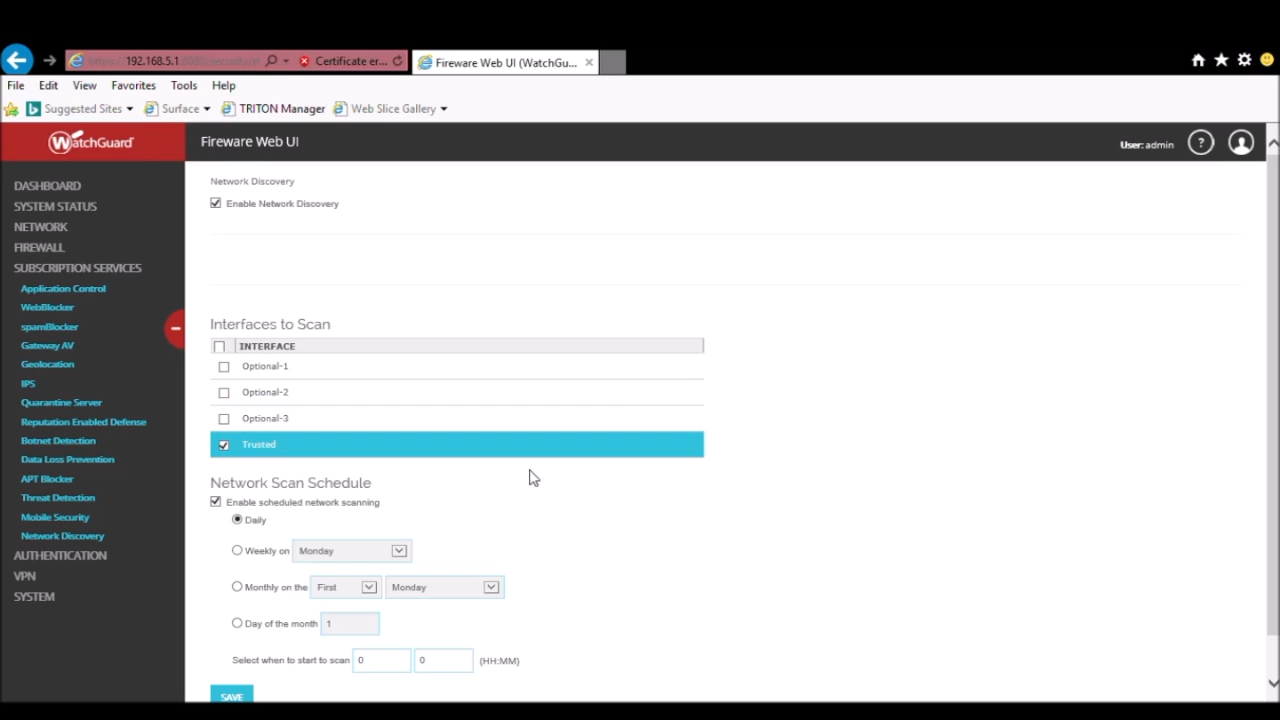 192.168.5.1
Certificate er...
Fireware Web UI (WatchGu...
File Edit View Favorites Tools Help
Suggested Sites Surface TRITON Manager Web Slice Gallery
WatchGuard
Fireware Web UI
User: admin
?
DASHBOARD
SYSTEM STATUS
NETWORK
FIREWALL
SUBSCRIPTION SERVICES
Application Control
WebBlocker
spamBlocker
Gateway AV
Geolocation
IPS
Quarantine Server
Reputation Enabled Defense
Botnet Detection
Data Loss Prevention
APT Blocker
Threat Detection
Mobile Security
Network Discovery
AUTHENTICATION
VPN
SYSTEM
Network Discovery
Enable Network Discovery
Interfaces to Scan
INTERFACE
Optional-1
Optional-2
Optional-3
Trusted
Network Scan Schedule
Enable scheduled network scanning
Daily
Weekly on Monday
Monthly on the First Monday
Day of the month 1
Select when to start to scan 0 0 (HH:MM)
SAVE